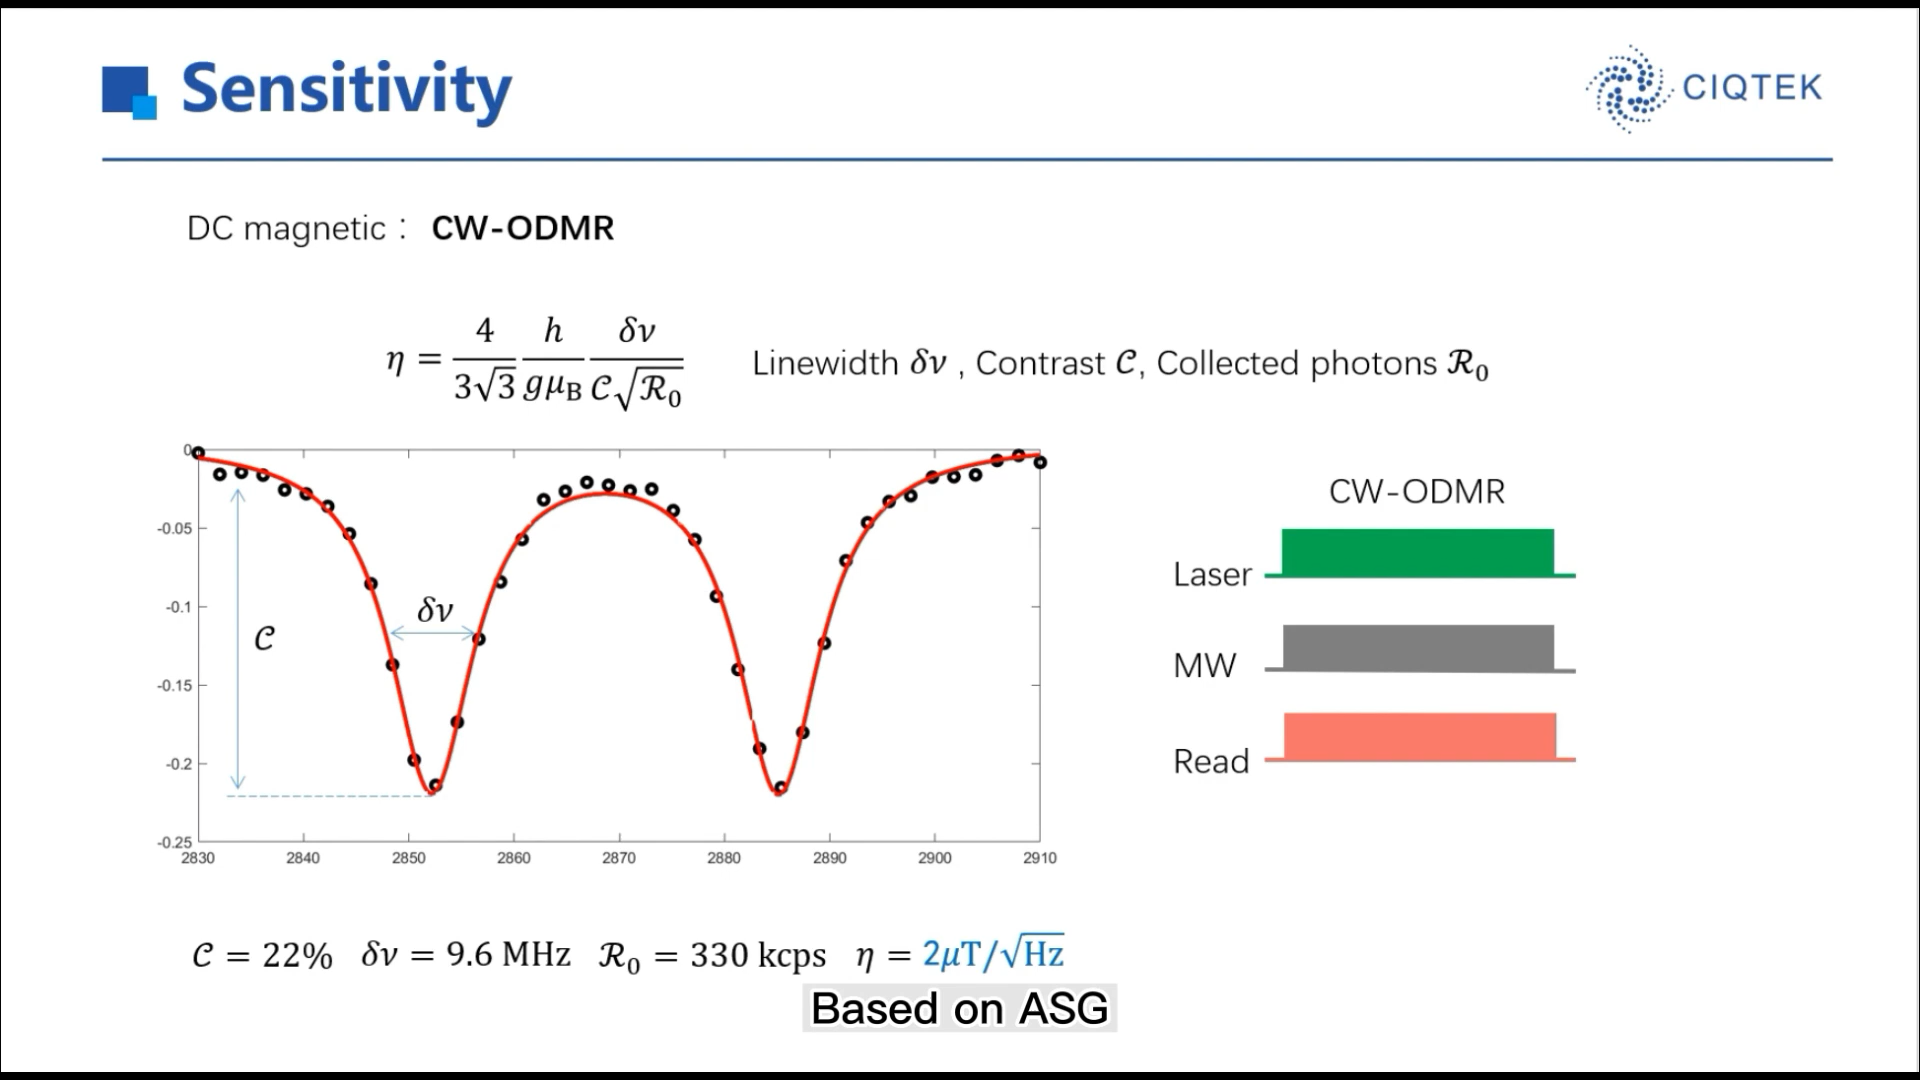 Sensitivity
CIQTEK
DC magnetic： CW-ODMR
η = 4/(3√3) h/(gμ_B) δν/(𝒞√ℛ₀)
Linewidth δν , Contrast 𝒞, Collected photons ℛ₀
0
-0.05
-0.1
-0.15
-0.2
-0.25
δν
𝒞
2830 2840 2850 2860 2870 2880 2890 2900 2910
CW-ODMR
Laser
MW
Read
𝒞 = 22% δν = 9.6 MHz ℛ₀ = 330 kcps η = 2μT/√Hz
Based on ASG